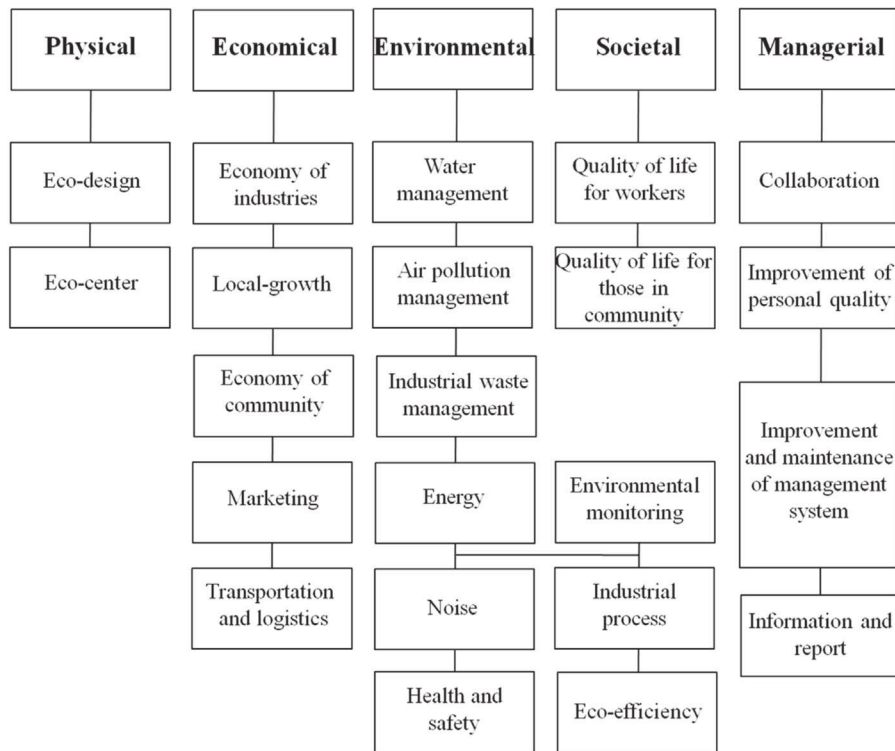 Physical
Economical
Environmental
Societal
Managerial
Eco-design
Economy of
industries
Water
management
Quality of life
for workers
Collaboration
Eco-center
Local-growth
Air pollution
management
Quality of life for
those in
community
Improvement of
personal quality
Economy of
community
Industrial waste
management
Improvement
and maintenance
of management
system
Marketing
Energy
Environmental
monitoring
Transportation
and logistics
Noise
Industrial
process
Information and
report
Health and
safety
Eco-efficiency